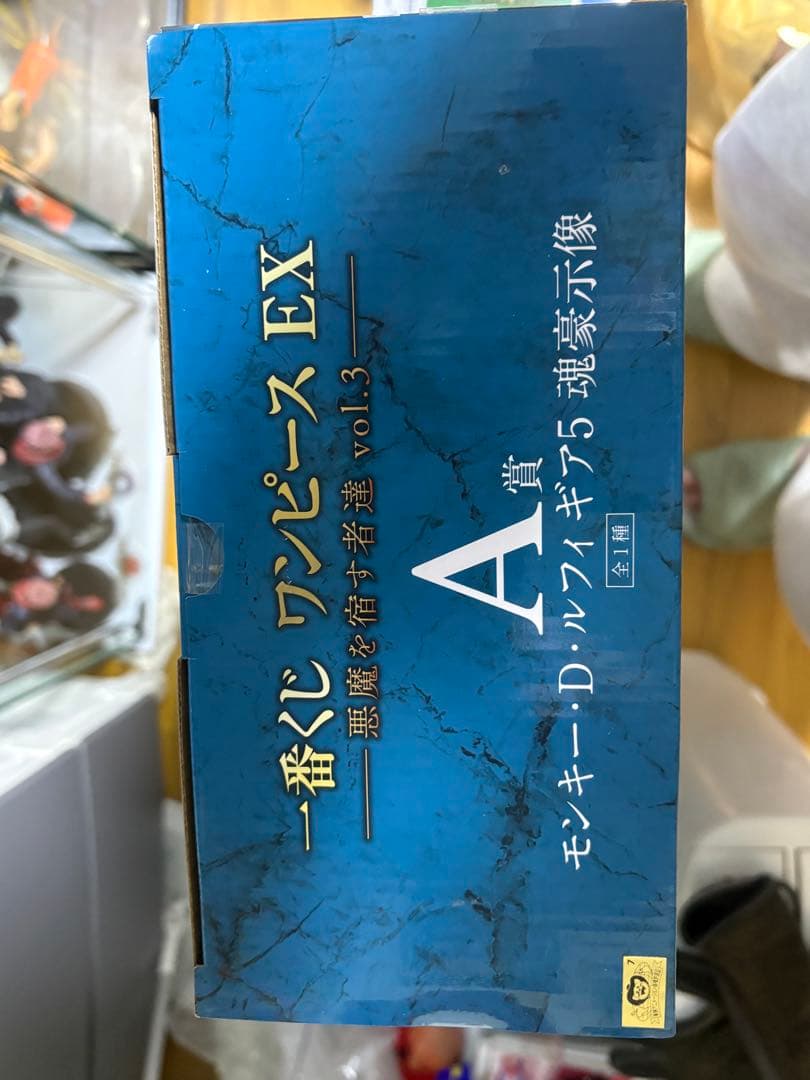 一番くじ ワンピース EX
悪魔を宿す者達 vol.3
A賞
モンキー・D・ルフィギア5 魂豪示像
全1種
7